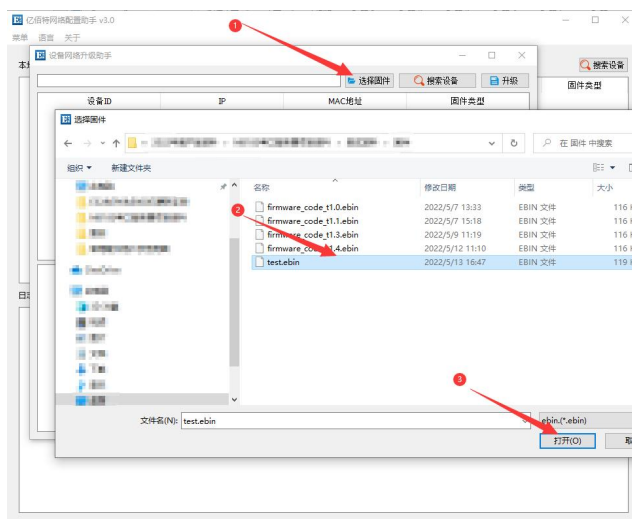 亿佰特网络配置助手 v3.0
1
菜单 语言 关于
设备网络升级助手
选择固件 搜索设备 升级
搜索设备
固件类型
设备ID IP MAC地址 固件类型
选择固件
在 固件 中搜索
组织 新建文件夹
名称 修改日期 类型 大小
firmware_code_t1.0.ebin 2022/5/7 13:33 EBIN 文件 116
2
firmware_code_t1.1.ebin 2022/5/7 15:18 EBIN 文件 116
firmware_code_t1.3.ebin 2022/5/9 11:19 EBIN 文件 116
firmware_code_t1.4.ebin 2022/5/12 11:10 EBIN 文件 116
test.ebin 2022/5/13 16:47 EBIN 文件 119
3
文件名(N): test.ebin ebin.(*.ebin)
打开(O)